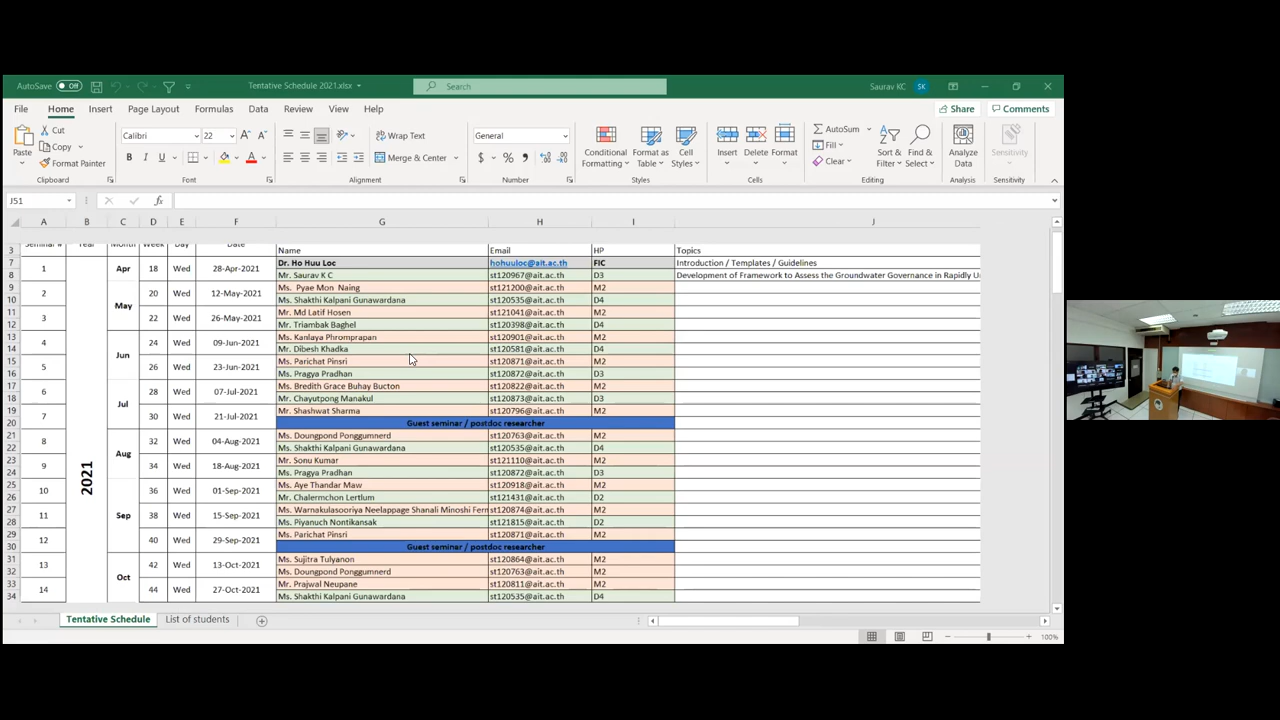 AutoSave Off Tentative Schedule 2021.xlsx Search Saurav KC SK
File Home Insert Page Layout Formulas Data Review View Help Share Comments
Paste Cut Calibri 22 Wrap Text General Conditional Formatting Format as Table Cell Styles Insert Delete Format AutoSum Sort & Filter Find & Select Analyze Data Sensitivity
Copy Fill
Format Painter B I U Merge & Center $ % Clear
Clipboard Font Alignment Number Styles Cells Editing Analysis Sensitivity
J51 fx
A B C D E F G H I J
Seminar # Year Month Week Day Date
3 Name Email HP Topics
7 Dr. Ho Huu Loc hohuuloc@ait.ac.th FIC Introduction / Templates / Guidelines
1 Apr 18 Wed 28-Apr-2021
8 Mr. Saurav K C st120967@ait.ac.th D3 Development of Framework to Assess the Groundwater Governance in Rapidly U
9 Ms. Pyae Mon Naing st121200@ait.ac.th M2
2 May 20 Wed 12-May-2021
10 Ms. Shakthi Kalpani Gunawardana st120535@ait.ac.th D4
11 Mr. Md Latif Hosen st121041@ait.ac.th M2
3 22 Wed 26-May-2021
12 Mr. Triambak Baghel st120398@ait.ac.th D4
13 Ms. Kanlaya Phromprapan st120901@ait.ac.th M2
4 Jun 24 Wed 09-Jun-2021
14 Mr. Dibesh Khadka st120581@ait.ac.th D4
15 Ms. Parichat Pinsri st120871@ait.ac.th M2
5 26 Wed 23-Jun-2021
16 Ms. Pragya Pradhan st120872@ait.ac.th D3
17 Ms. Bredith Grace Buhay Bucton st120822@ait.ac.th M2
6 Jul 28 Wed 07-Jul-2021
18 Mr. Chayutpong Manakul st120873@ait.ac.th D3
19 Mr. Shashwat Sharma st120796@ait.ac.th M2
7 30 Wed 21-Jul-2021
20 Guest seminar / postdoc researcher
21 Ms. Doungpond Ponggumnerd st120763@ait.ac.th M2
8 Aug 32 Wed 04-Aug-2021
22 Ms. Shakthi Kalpani Gunawardana st120535@ait.ac.th D4
23 Mr. Sonu Kumar st121110@ait.ac.th M2
9 2021 34 Wed 18-Aug-2021
24 Ms. Pragya Pradhan st120872@ait.ac.th D3
25 Ms. Aye Thandar Maw st120918@ait.ac.th M2
10 36 Wed 01-Sep-2021
26 Mr. Chalermchon Lertlum st121431@ait.ac.th D2
27 Ms. Warnakulasooriya Neelappage Shanali Minoshi Fern st120874@ait.ac.th M2
11 Sep 38 Wed 15-Sep-2021
28 Ms. Piyanuch Nontikansak st121815@ait.ac.th D2
29 Ms. Parichat Pinsri st120871@ait.ac.th M2
12 40 Wed 29-Sep-2021
30 Guest seminar / postdoc researcher
31 Ms. Sujitra Tulyanon st120864@ait.ac.th M2
13 Oct 42 Wed 13-Oct-2021
32 Ms. Doungpond Ponggumnerd st120763@ait.ac.th M2
33 Mr. Prajwal Neupane st120811@ait.ac.th M2
14 44 Wed 27-Oct-2021
34 Ms. Shakthi Kalpani Gunawardana st120535@ait.ac.th D4
Tentative Schedule List of students
100%